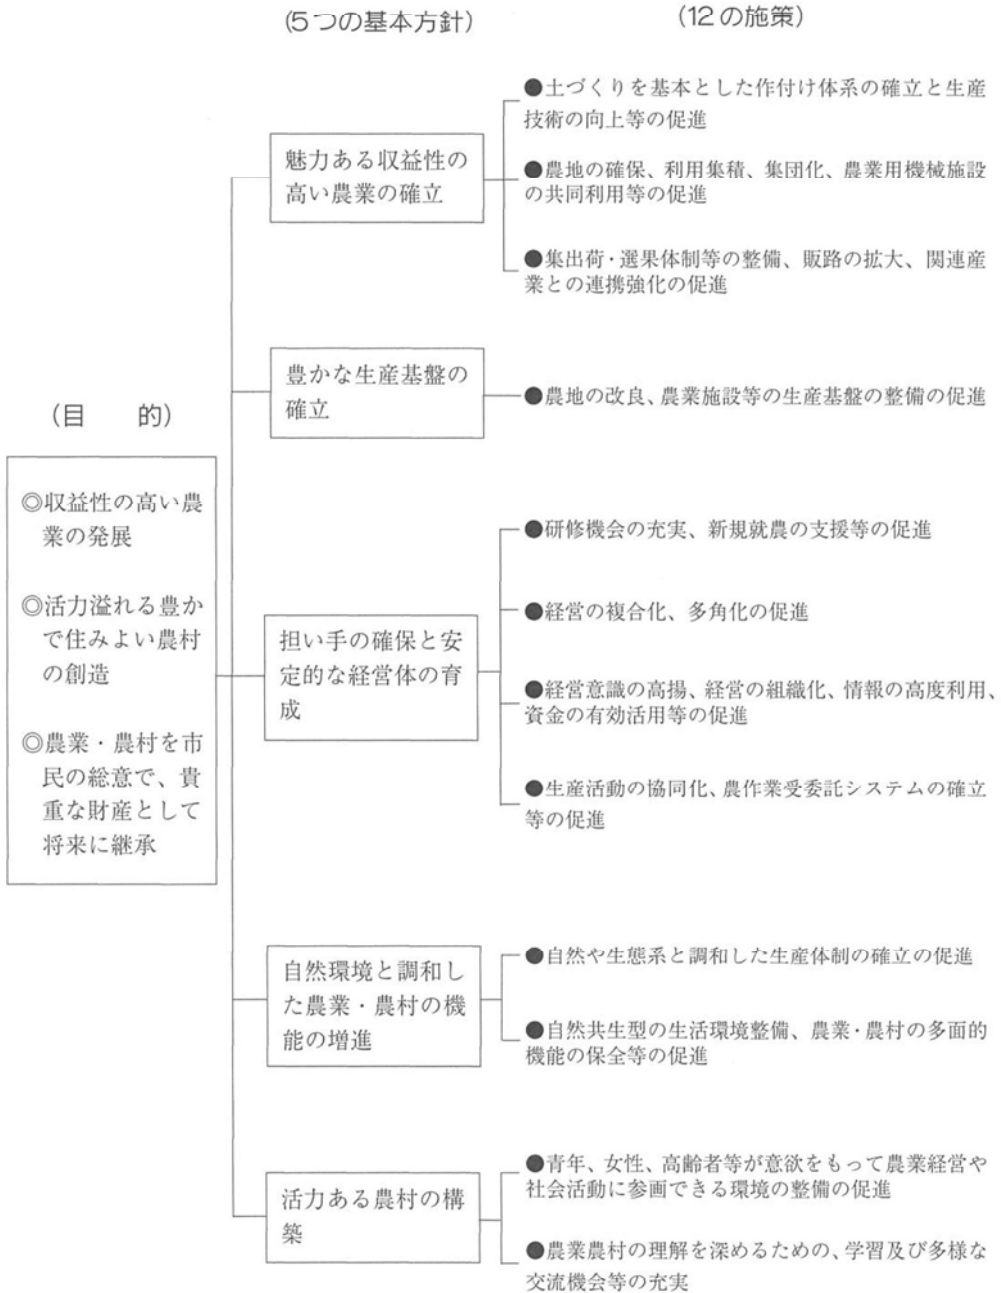 (5つの基本方針)
(12の施策)
(目　的)
◎収益性の高い農
業の発展
◎活力溢れる豊か
で住みよい農村
の創造
◎農業・農村を市
民の総意で、貴
重な財産として
将来に継承
魅力ある収益性の
高い農業の確立
●土づくりを基本とした作付け体系の確立と生産
技術の向上等の促進
●農地の確保、利用集積、集団化、農業用機械施設
の共同利用等の促進
●集出荷・選果体制等の整備、販路の拡大、関連産
業との連携強化の促進
豊かな生産基盤の
確立
●農地の改良、農業施設等の生産基盤の整備の促進
担い手の確保と安
定的な経営体の育
成
●研修機会の充実、新規就農の支援等の促進
●経営の複合化、多角化の促進
●経営意識の高揚、経営の組織化、情報の高度利用、
資金の有効活用等の促進
●生産活動の協同化、農作業受委託システムの確立
等の促進
自然環境と調和し
た農業・農村の機
能の増進
●自然や生態系と調和した生産体制の確立の促進
●自然共生型の生活環境整備、農業・農村の多面的
機能の保全等の促進
活力ある農村の構
築
●青年、女性、高齢者等が意欲をもって農業経営や
社会活動に参画できる環境の整備の促進
●農業農村の理解を深めるための、学習及び多様な
交流機会等の充実